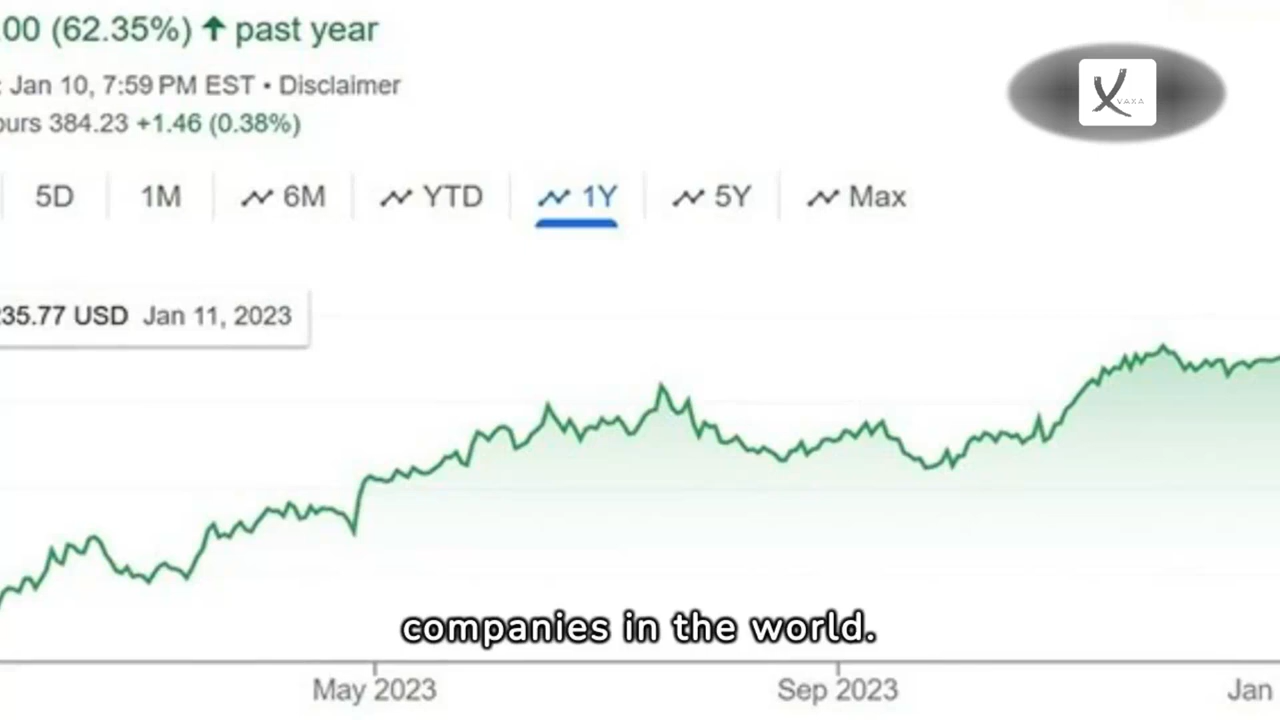 .00 (62.35%) ↑ past year
: Jan 10, 7:59 PM EST • Disclaimer
ours 384.23 +1.46 (0.38%)
VAXA
5D 1M 6M YTD 1Y 5Y Max
235.77 USD Jan 11, 2023
companies in the world.
May 2023 Sep 2023 Jan